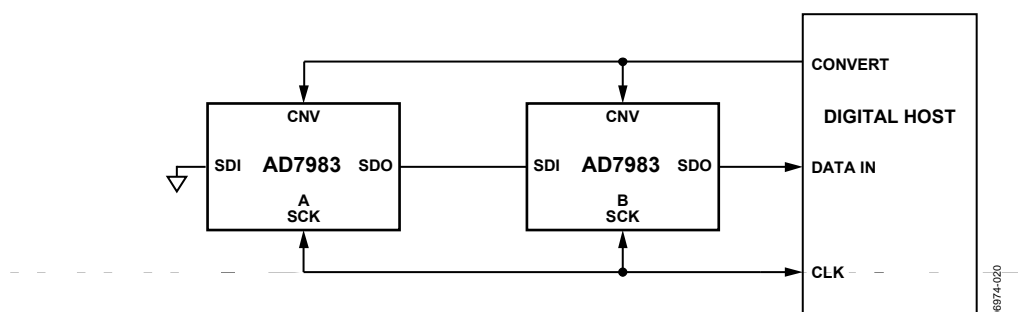 CONVERT
CNV
CNV
DIGITAL HOST
SDI AD7983 SDO
SDI AD7983 SDO
DATA IN
A
SCK
B
SCK
CLK
06974-020